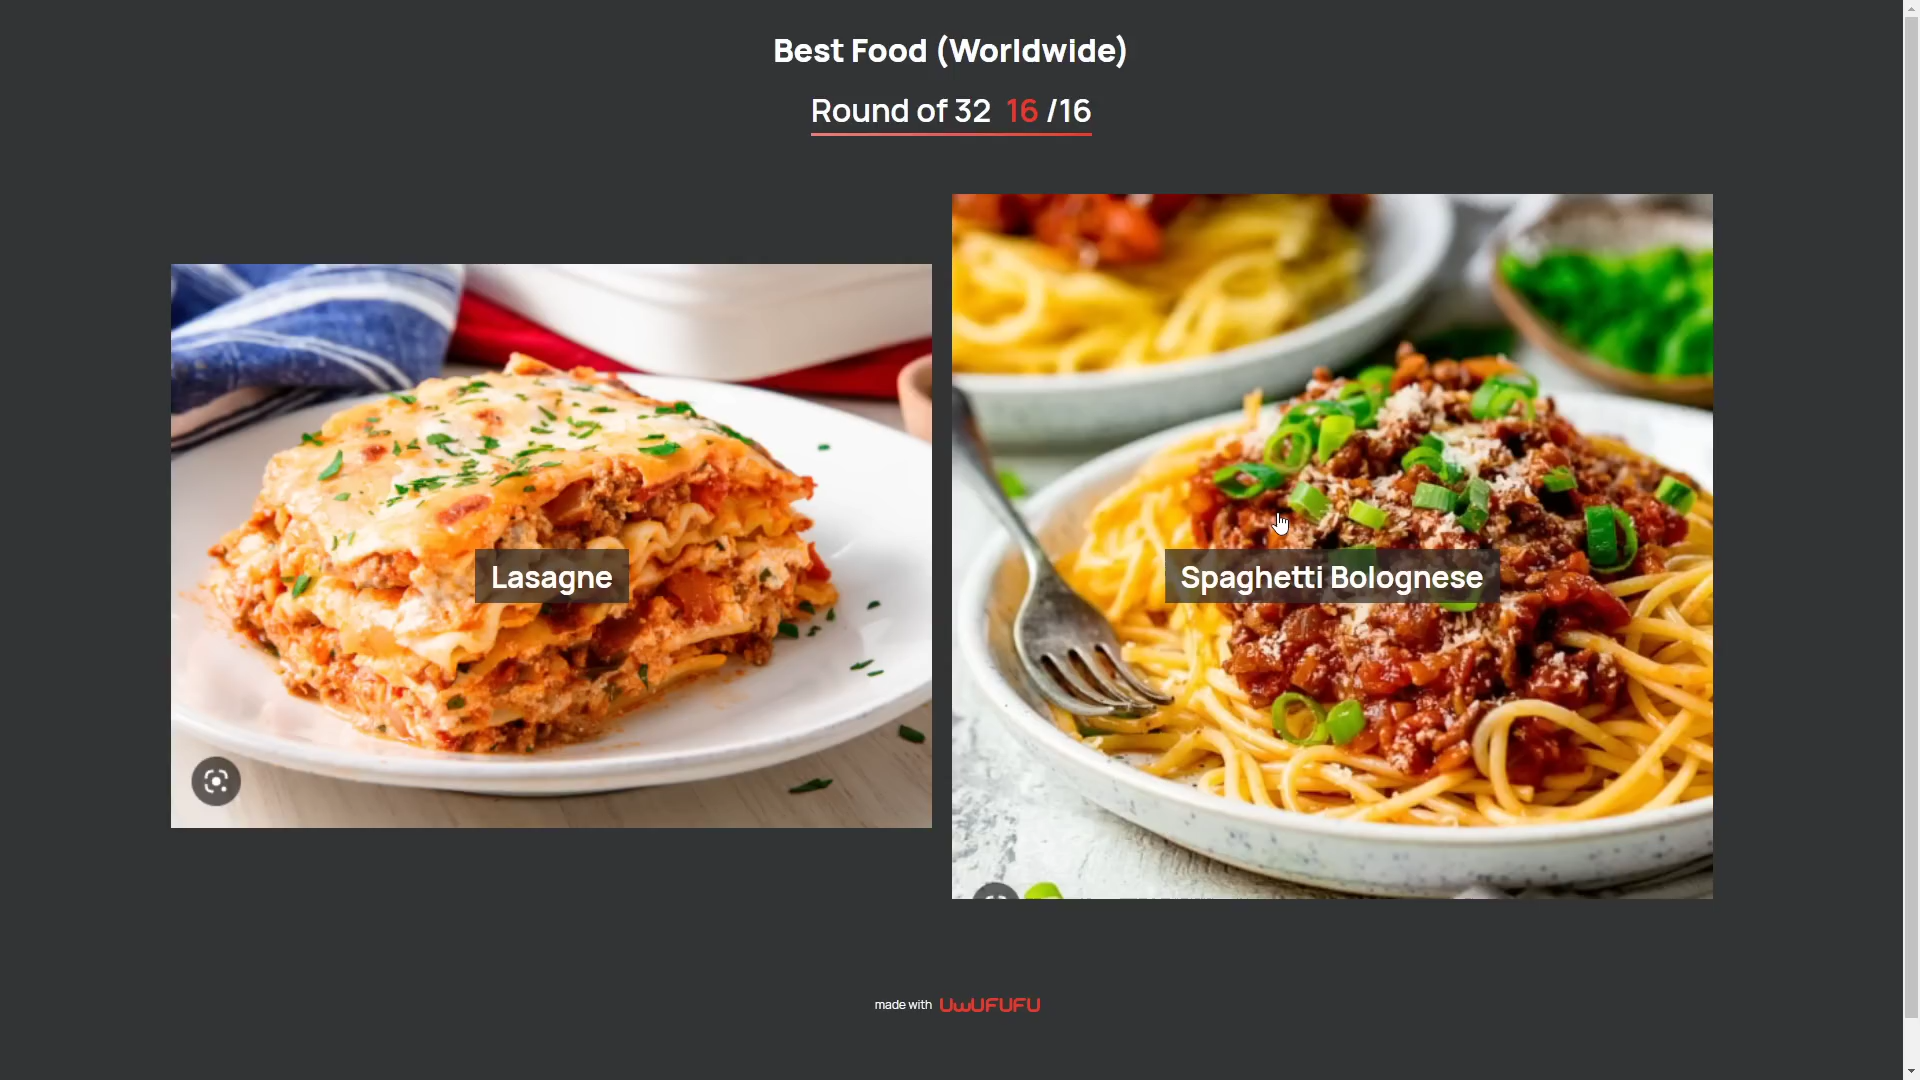 Best Food (Worldwide)
Round of 32 16 /16
Lasagne
Spaghetti Bolognese
made with UwUFUFU